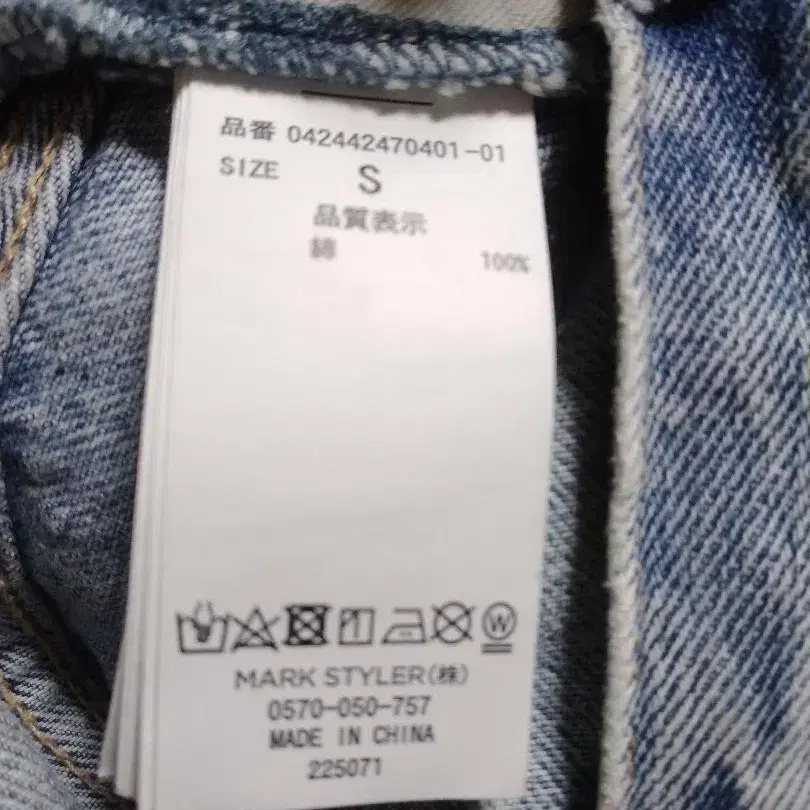 品番 042442470401-01
SIZE S
品質表示
綿 100%
W
MARK STYLER(株)
0570-050-757
MADE IN CHINA
225071